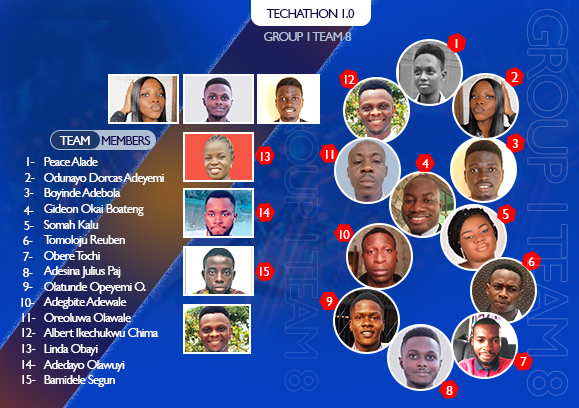 TECHATHON 1.0
GROUP 1 TEAM 8
TEAM MEMBERS
1- Peace Alade
2- Odunayo Dorcas Adeyemi
3- Boyinde Adebola
4- Gideon Okai Boateng
5- Somah Kalu
6- Tomoloju Reuben
7- Obere Tochi
8- Adesina Julius Paj
9- Olatunde Opeyemi O.
10- Adegbite Adewale
11- Oreoluwa Olawale
12- Albert Ikechukwu Chima
13- Linda Obayi
14- Adedayo Olawuyi
15- Bamidele Segun
13
14
15
1
2
3
4
5
6
7
8
9
10
11
12
GROUP 1 TEAM 8
GROUP 1 TEAM 8